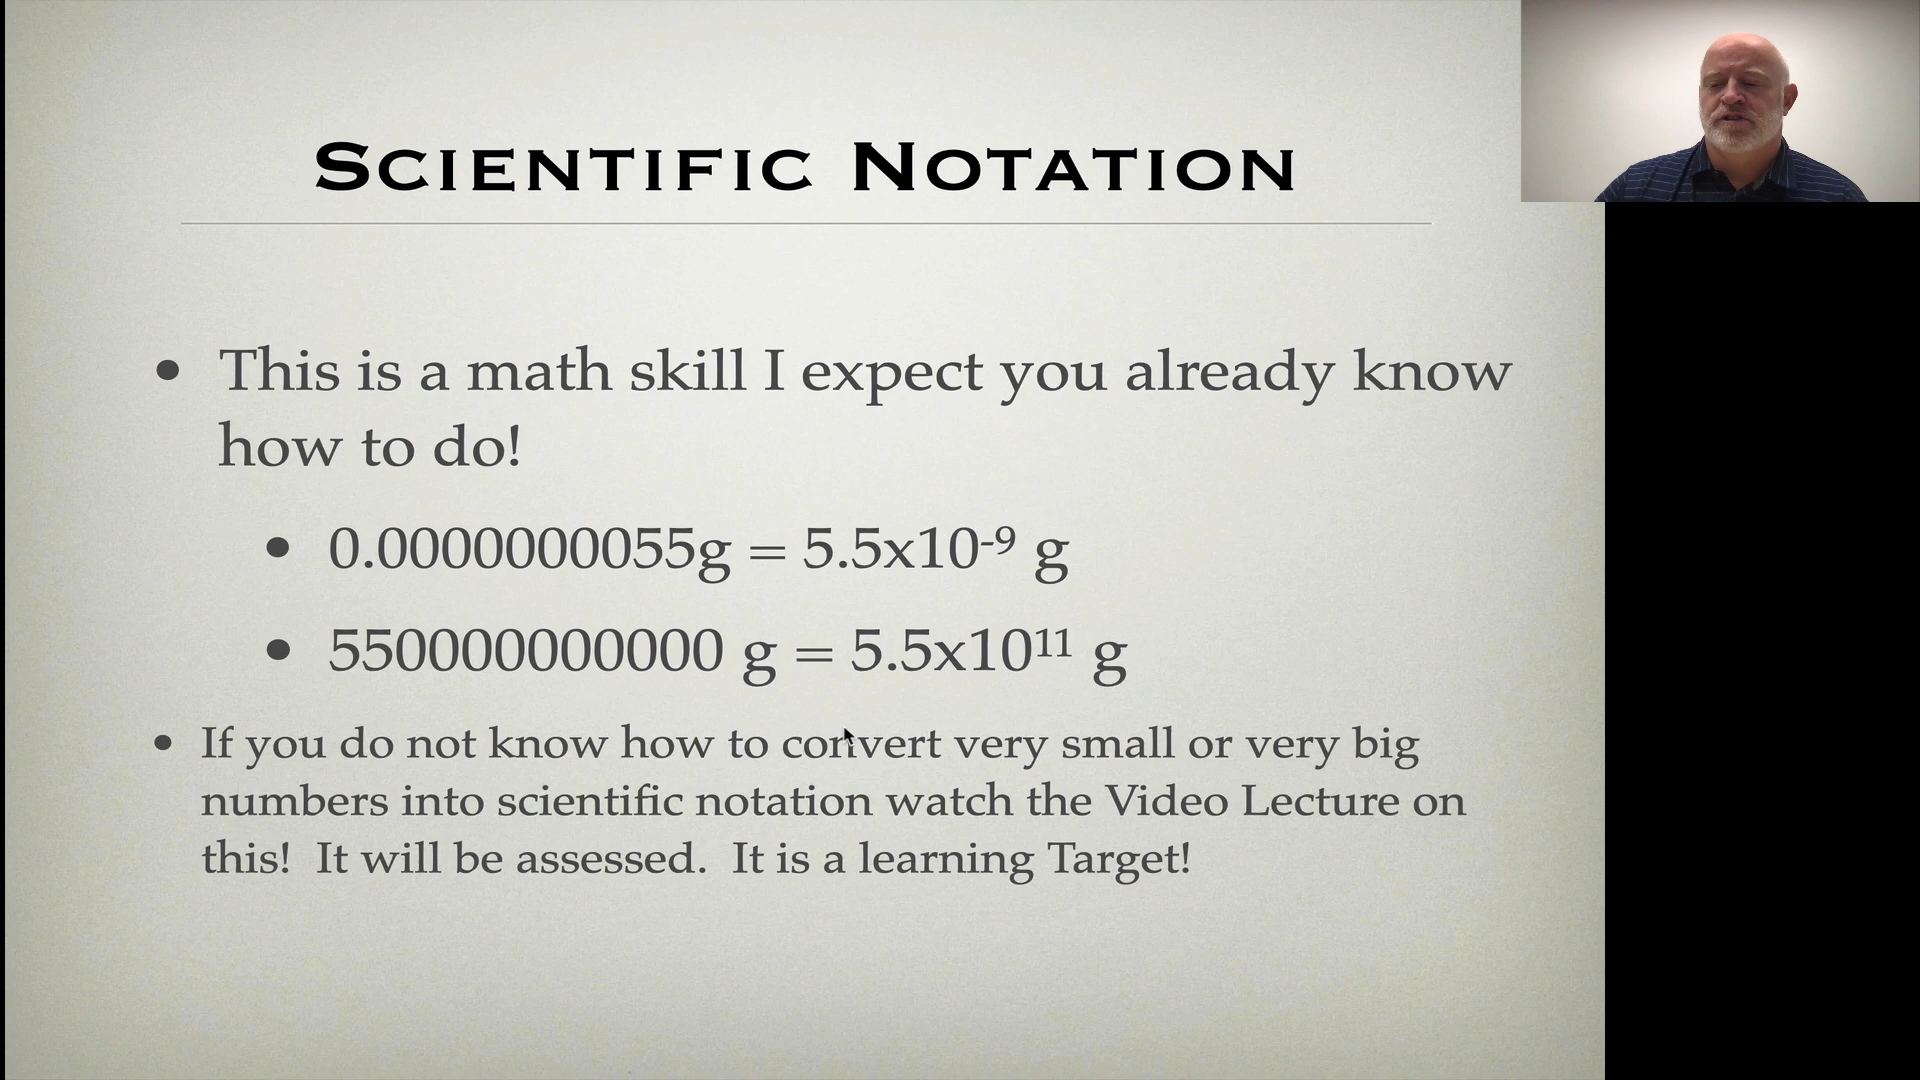 Scientific Notation
• This is a math skill I expect you already know
how to do!
• 0.0000000055g = 5.5x10⁻⁹ g
• 550000000000 g = 5.5x10¹¹ g
• If you do not know how to convert very small or very big
numbers into scientific notation watch the Video Lecture on
this!  It will be assessed.  It is a learning Target!